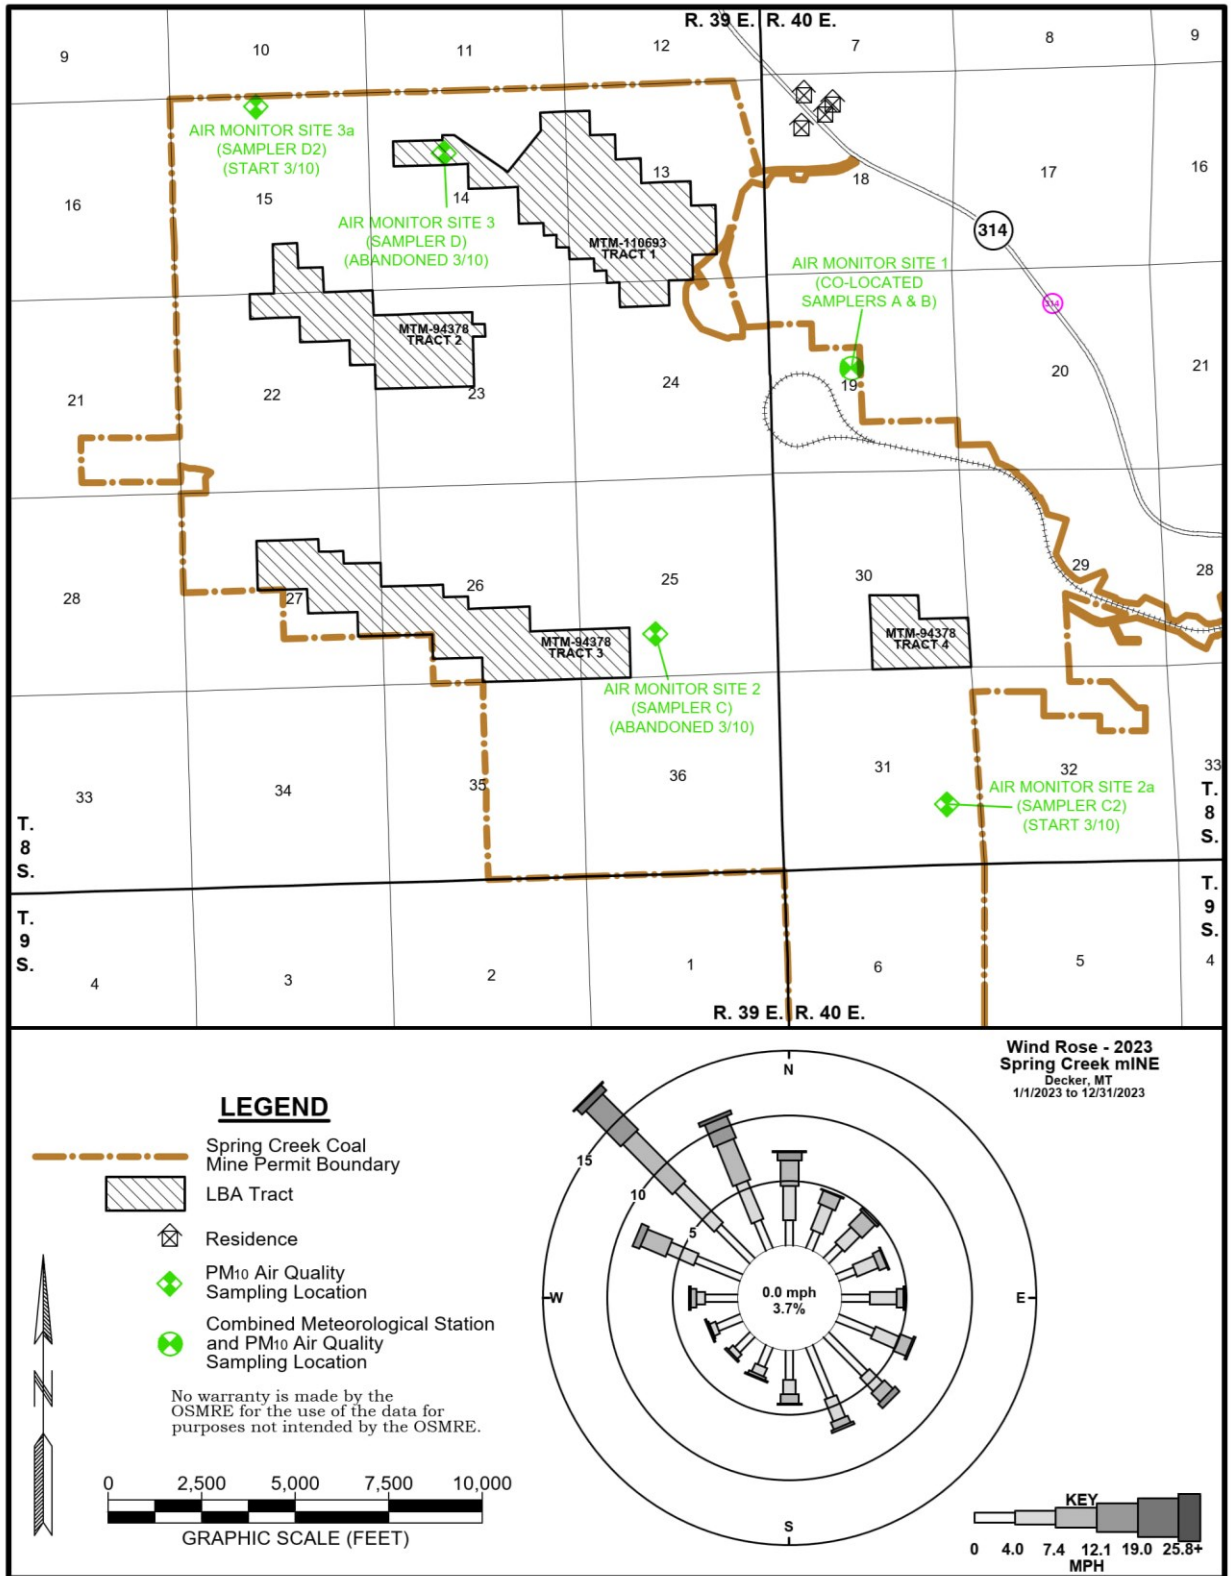 R. 39 E. R. 40 E.
9
10
11
12
7
8
9
AIR MONITOR SITE 3a
(SAMPLER D2)
(START 3/10)
16
15
14
13
18
17
16
AIR MONITOR SITE 3
(SAMPLER D)
(ABANDONED 3/10)
MTM-110693
TRACT 1
314
AIR MONITOR SITE 1
(CO-LOCATED
SAMPLERS A & B)
314
MTM-94378
TRACT 2
21
22
23
24
19
20
21
28
27
26
25
30
29
28
MTM-94378
TRACT 3
MTM-94378
TRACT 4
AIR MONITOR SITE 2
(SAMPLER C)
(ABANDONED 3/10)
33
34
35
36
31
32
33
AIR MONITOR SITE 2a
(SAMPLER C2)
(START 3/10)
T.
8
S.
T.
8
S.
T.
9
S.
T.
9
S.
4
3
2
1
6
5
4
R. 39 E. R. 40 E.
LEGEND
Spring Creek Coal
Mine Permit Boundary
LBA Tract
Residence
PM10 Air Quality
Sampling Location
Combined Meteorological Station
and PM10 Air Quality
Sampling Location
No warranty is made by the
OSMRE for the use of the data for
purposes not intended by the OSMRE.
N
0 2,500 5,000 7,500 10,000
GRAPHIC SCALE (FEET)
Wind Rose - 2023
Spring Creek mINE
Decker, MT
1/1/2023 to 12/31/2023
N
15
10
5
W
0.0 mph
3.7%
E
S
KEY
0 4.0 7.4 12.1 19.0 25.8+
MPH